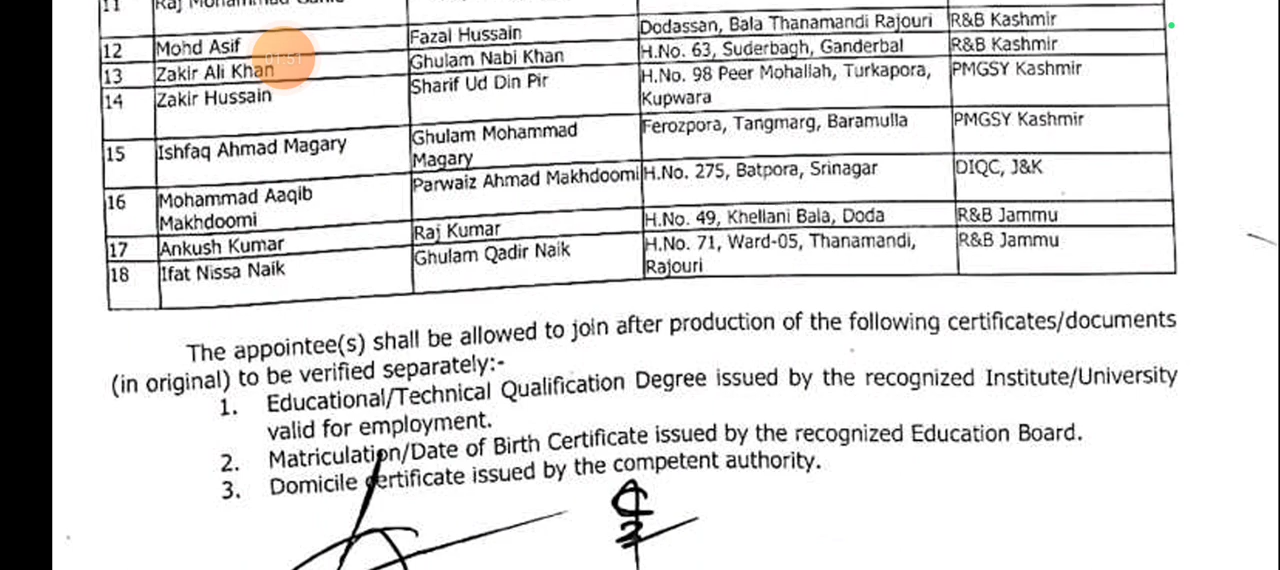 11 Raj Mohammad
12 Mohd Asif Fazal Hussain Dodassan, Bala Thanamandi Rajouri R&B Kashmir
13 Zakir Ali Khan Ghulam Nabi Khan H.No. 63, Suderbagh, Ganderbal R&B Kashmir
14 Zakir Hussain Sharif Ud Din Pir H.No. 98 Peer Mohallah, Turkapora, PMGSY Kashmir
Kupwara
15 Ishfaq Ahmad Magary Ghulam Mohammad Ferozpora, Tangmarg, Baramulla PMGSY Kashmir
Magary
16 Mohammad Aaqib Parwaiz Ahmad Makhdoomi H.No. 275, Batpora, Srinagar DIQC, J&K
Makhdoomi
17 Ankush Kumar Raj Kumar H.No. 49, Khellani Bala, Doda R&B Jammu
18 Ifat Nissa Naik Ghulam Qadir Naik H.No. 71, Ward-05, Thanamandi, R&B Jammu
Rajouri
01:51
The appointee(s) shall be allowed to join after production of the following certificates/documents
(in original) to be verified separately:-
1. Educational/Technical Qualification Degree issued by the recognized Institute/University
valid for employment.
2. Matriculation/Date of Birth Certificate issued by the recognized Education Board.
3. Domicile certificate issued by the competent authority.